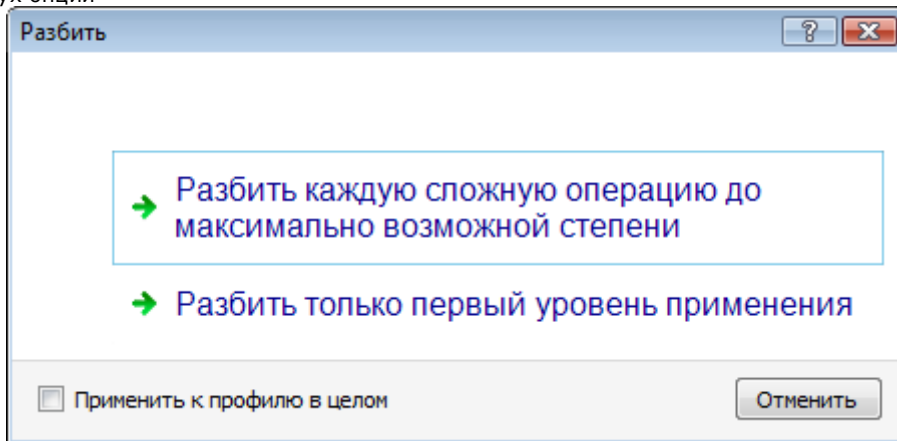 Разбить
Разбить каждую сложную операцию до
максимально возможной степени
Разбить только первый уровень применения
Применить к профилю в целом
Отменить